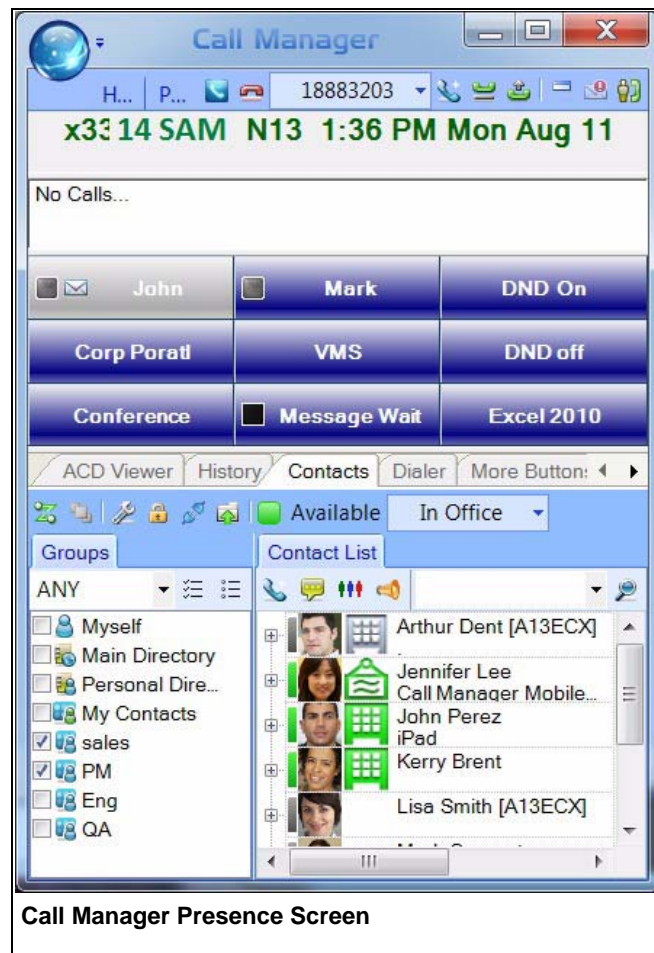 Call Manager
H... P... 18883203
x3314 SAM N13 1:36 PM Mon Aug 11
No Calls...
John Mark DND On
Corp Poratl VMS DND off
Conference Message Wait Excel 2010
ACD Viewer History Contacts Dialer More Button:
Available In Office
Groups Contact List
ANY
Myself
Main Directory
Personal Dire...
My Contacts
sales
PM
Eng
QA
Arthur Dent [A13ECX]
Jennifer Lee
Call Manager Mobile...
John Perez
iPad
Kerry Brent
Lisa Smith [A13ECX]
Call Manager Presence Screen